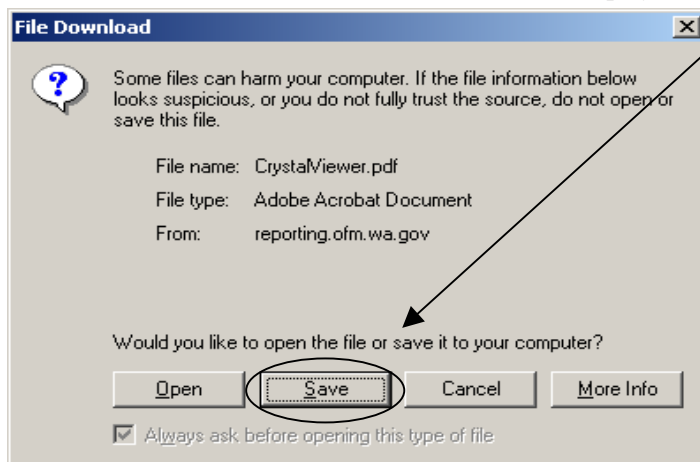 File Download
Some files can harm your computer. If the file information below
looks suspicious, or you do not fully trust the source, do not open or
save this file.
File name: CrystalViewer.pdf
File type: Adobe Acrobat Document
From: reporting.ofm.wa.gov
Would you like to open the file or save it to your computer?
Open Save Cancel More Info
Always ask before opening this type of file